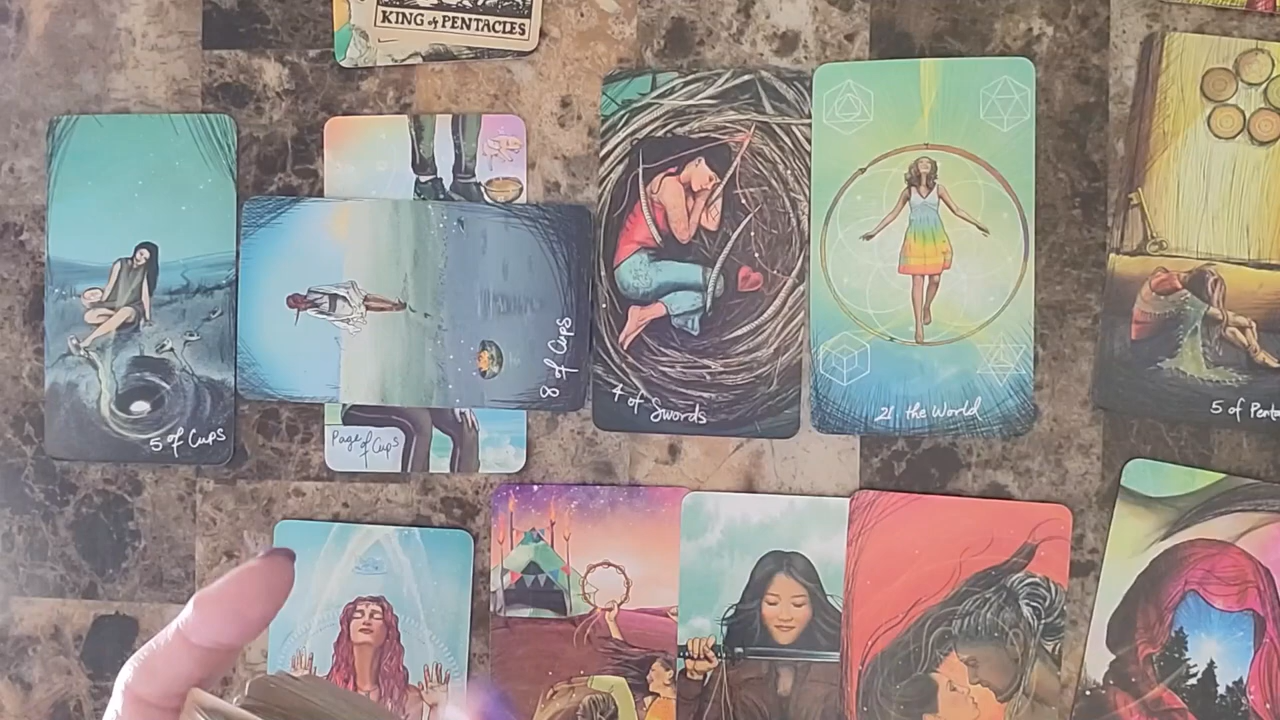 KING of PENTACLES
5 of Cups
8 of Cups
Page of Cups
4 of Swords
21 the World
5 of Penta